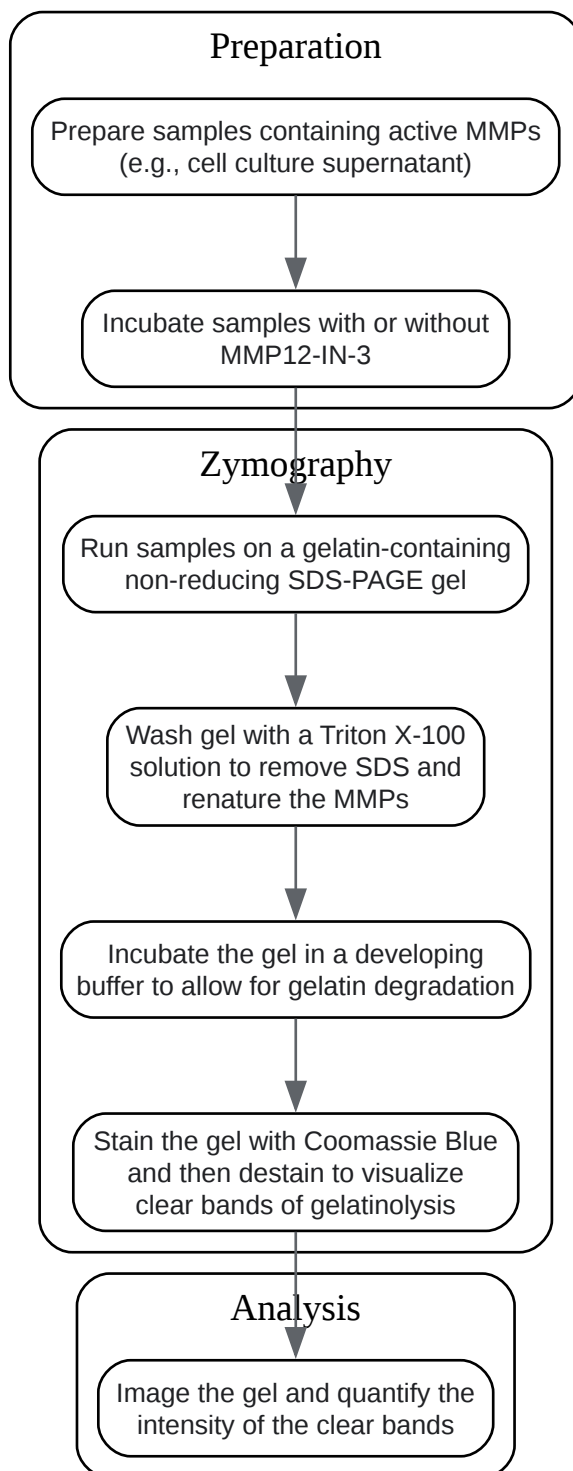 Preparation
Prepare samples containing active MMPs
(e.g., cell culture supernatant)
Incubate samples with or without
MMP12-IN-3
Zymography
Run samples on a gelatin-containing
non-reducing SDS-PAGE gel
Wash gel with a Triton X-100
solution to remove SDS and
renature the MMPs
Incubate the gel in a developing
buffer to allow for gelatin degradation
Stain the gel with Coomassie Blue
and then destain to visualize
clear bands of gelatinolysis
Analysis
Image the gel and quantify the
intensity of the clear bands